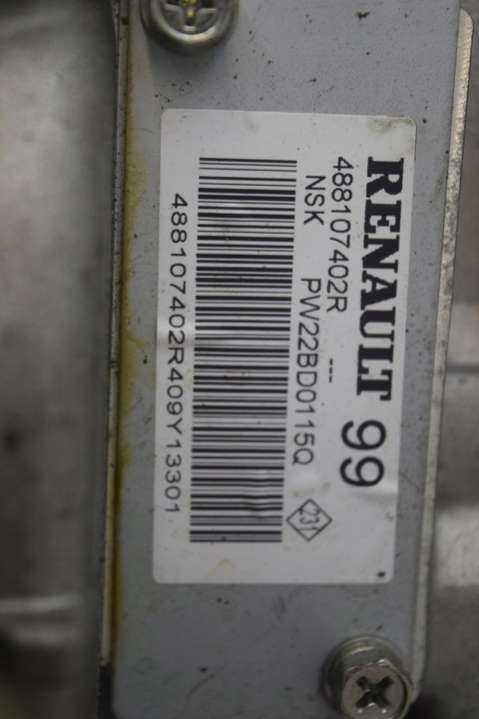 RENAULT 99
488107402R ---
NSK PW22BD0115Q
231
488107402R409Y13301